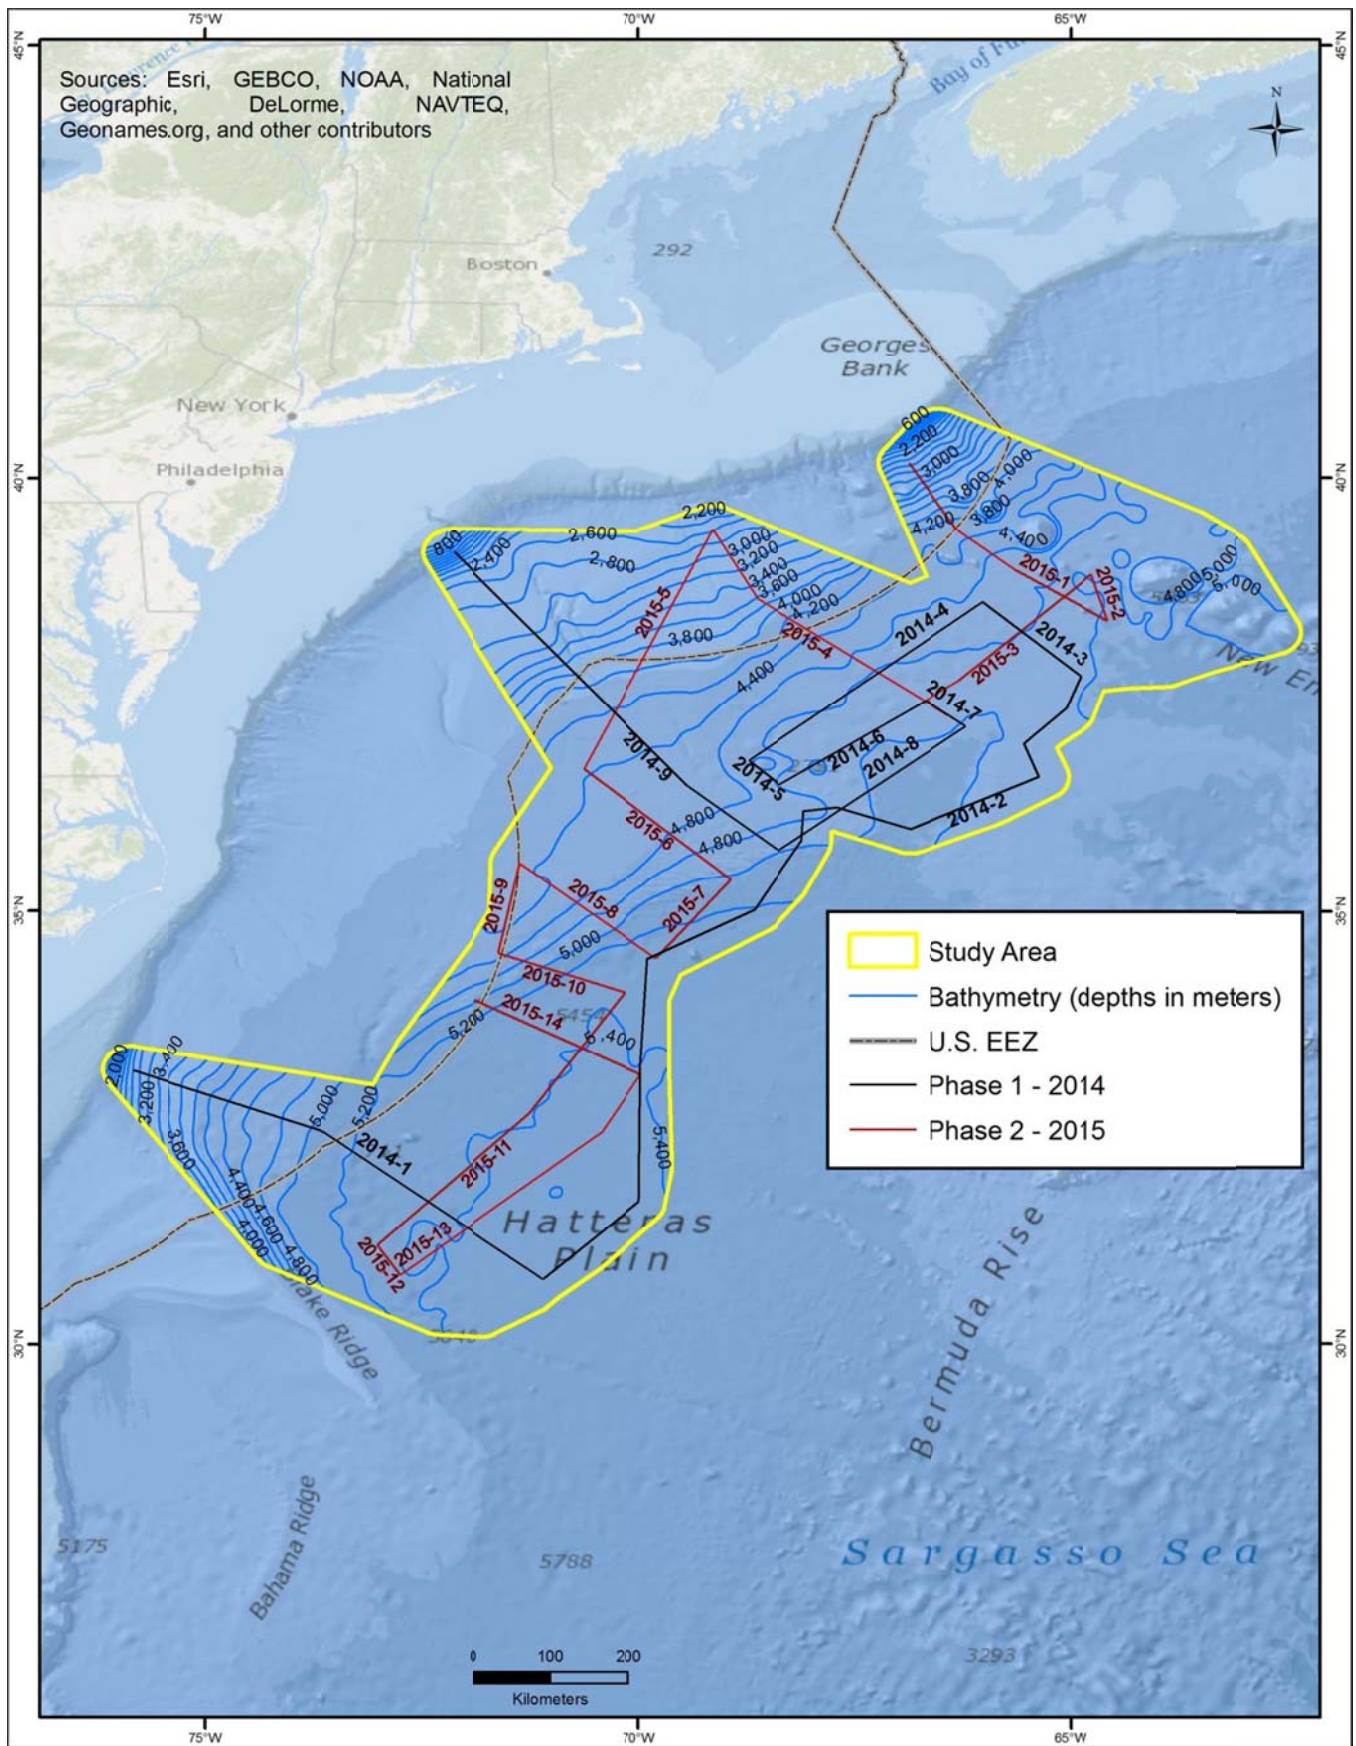 75°W
70°W
65°W
45°N
45°N
Sources: Esri, GEBCO, NOAA, National
Geographic, DeLorme, NAVTEQ,
Geonames.org, and other contributors
Bay of
N
292
Boston
Georges
Bank
New York
Philadelphia
40°N
40°N
600
2,200
3,000
3,800
4,000
3,800
4,200
4,400
2,200
800
2,400
2,600
2,800
3,000
3,200
3,400
3,600
4,000
4,200
3,800
4,400
2015-1
2015-2
4,800
5,000
2015-5
2015-4
2014-4
2014-3
2015-3
New En
2014-7
2014-6
2014-8
2014-9
2014-5
2014-2
4,800
4,800
2015-6
2015-9
2015-8
2015-7
35°N
35°N
5,000
2015-10
2015-14
5454
5,200
5,400
Study Area
Bathymetry (depths in meters)
U.S. EEZ
Phase 1 - 2014
Phase 2 - 2015
2,000
3,400
3,200
3,600
5,000
5,200
2014-1
2015-11
5,400
4,400
4,600
4,000
4,800
2015-13
2015-12
Hatteras
Plain
30°N
30°N
Ridge
Bermuda Rise
Bahama Ridge
5175
5788
Sargasso Sea
3293
0 100 200
Kilometers
75°W
70°W
65°W